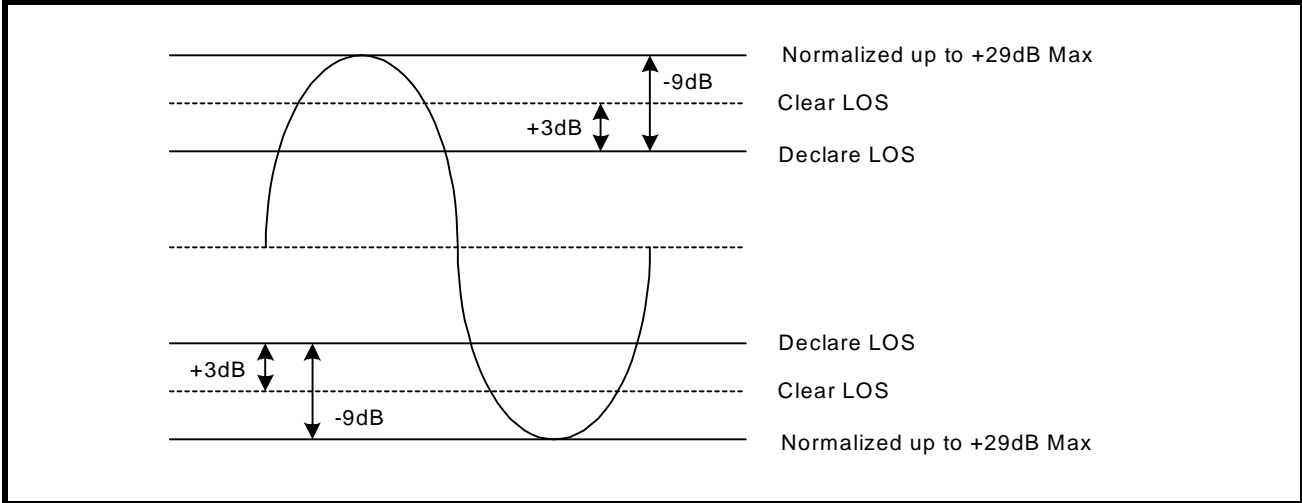 Normalized up to +29dB Max
-9dB
Clear LOS
+3dB
Declare LOS
Declare LOS
+3dB
Clear LOS
-9dB
Normalized up to +29dB Max